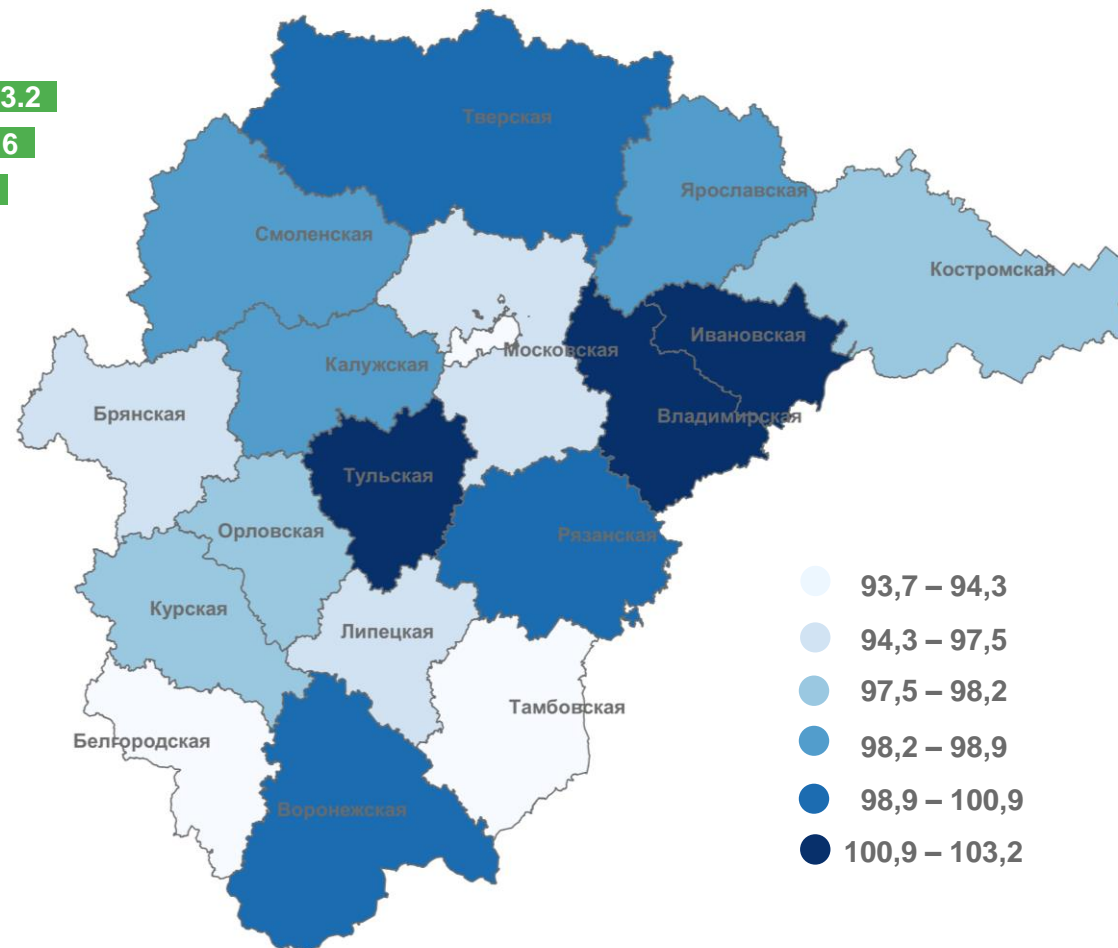 3.2
6
Тверская
Ярославская
Смоленская
Костромская
Ивановская
Московская
Калужская
Брянская
Владимирская
Тульская
Орловская
Рязанская
Курская
Липецкая
Тамбовская
Белгородская
Воронежская
93,7 – 94,3
94,3 – 97,5
97,5 – 98,2
98,2 – 98,9
98,9 – 100,9
100,9 – 103,2